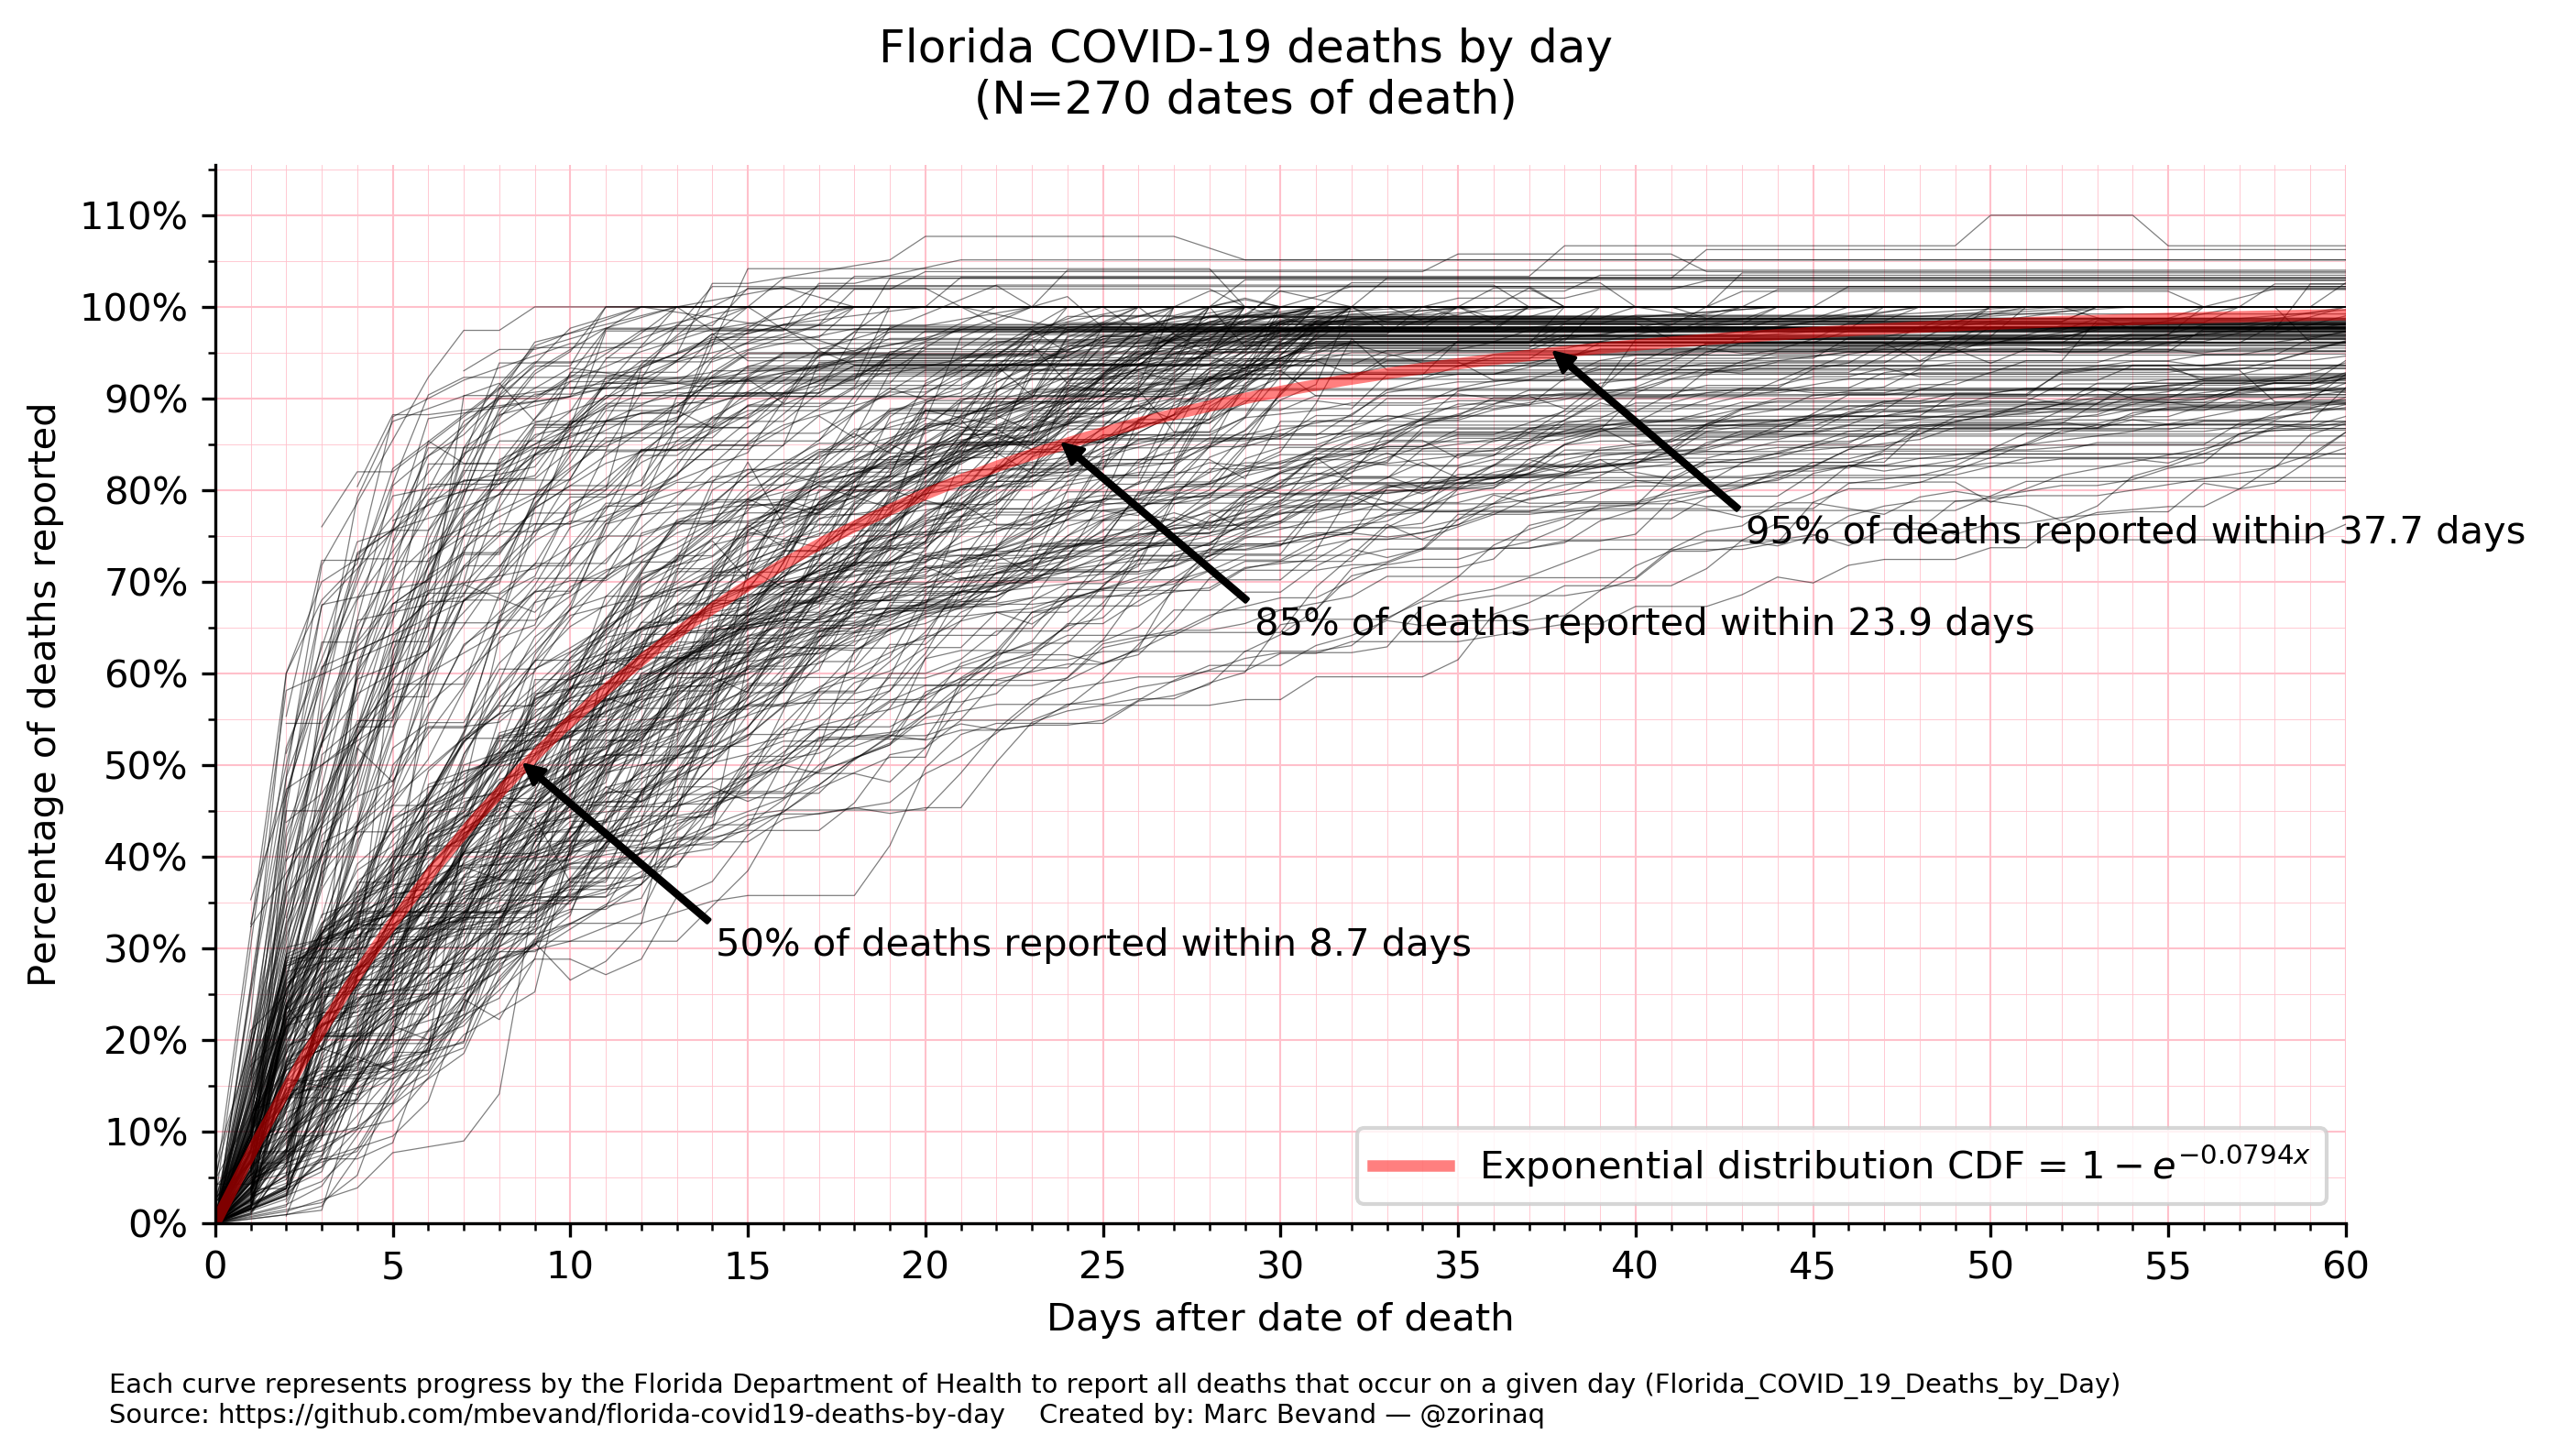 Florida COVID-19 deaths by day
(N=270 dates of death)
Percentage of deaths reported
110%
100%
90%
80%
70%
60%
50%
40%
30%
20%
10%
0%
95% of deaths reported within 37.7 days
85% of deaths reported within 23.9 days
50% of deaths reported within 8.7 days
Exponential distribution CDF = $1 - e^{-0.0794x}$
0 5 10 15 20 25 30 35 40 45 50 55 60
Days after date of death
Each curve represents progress by the Florida Department of Health to report all deaths that occur on a given day (Florida_COVID_19_Deaths_by_Day)
Source: https://github.com/mbevand/florida-covid19-deaths-by-day Created by: Marc Bevand — @zorinaq